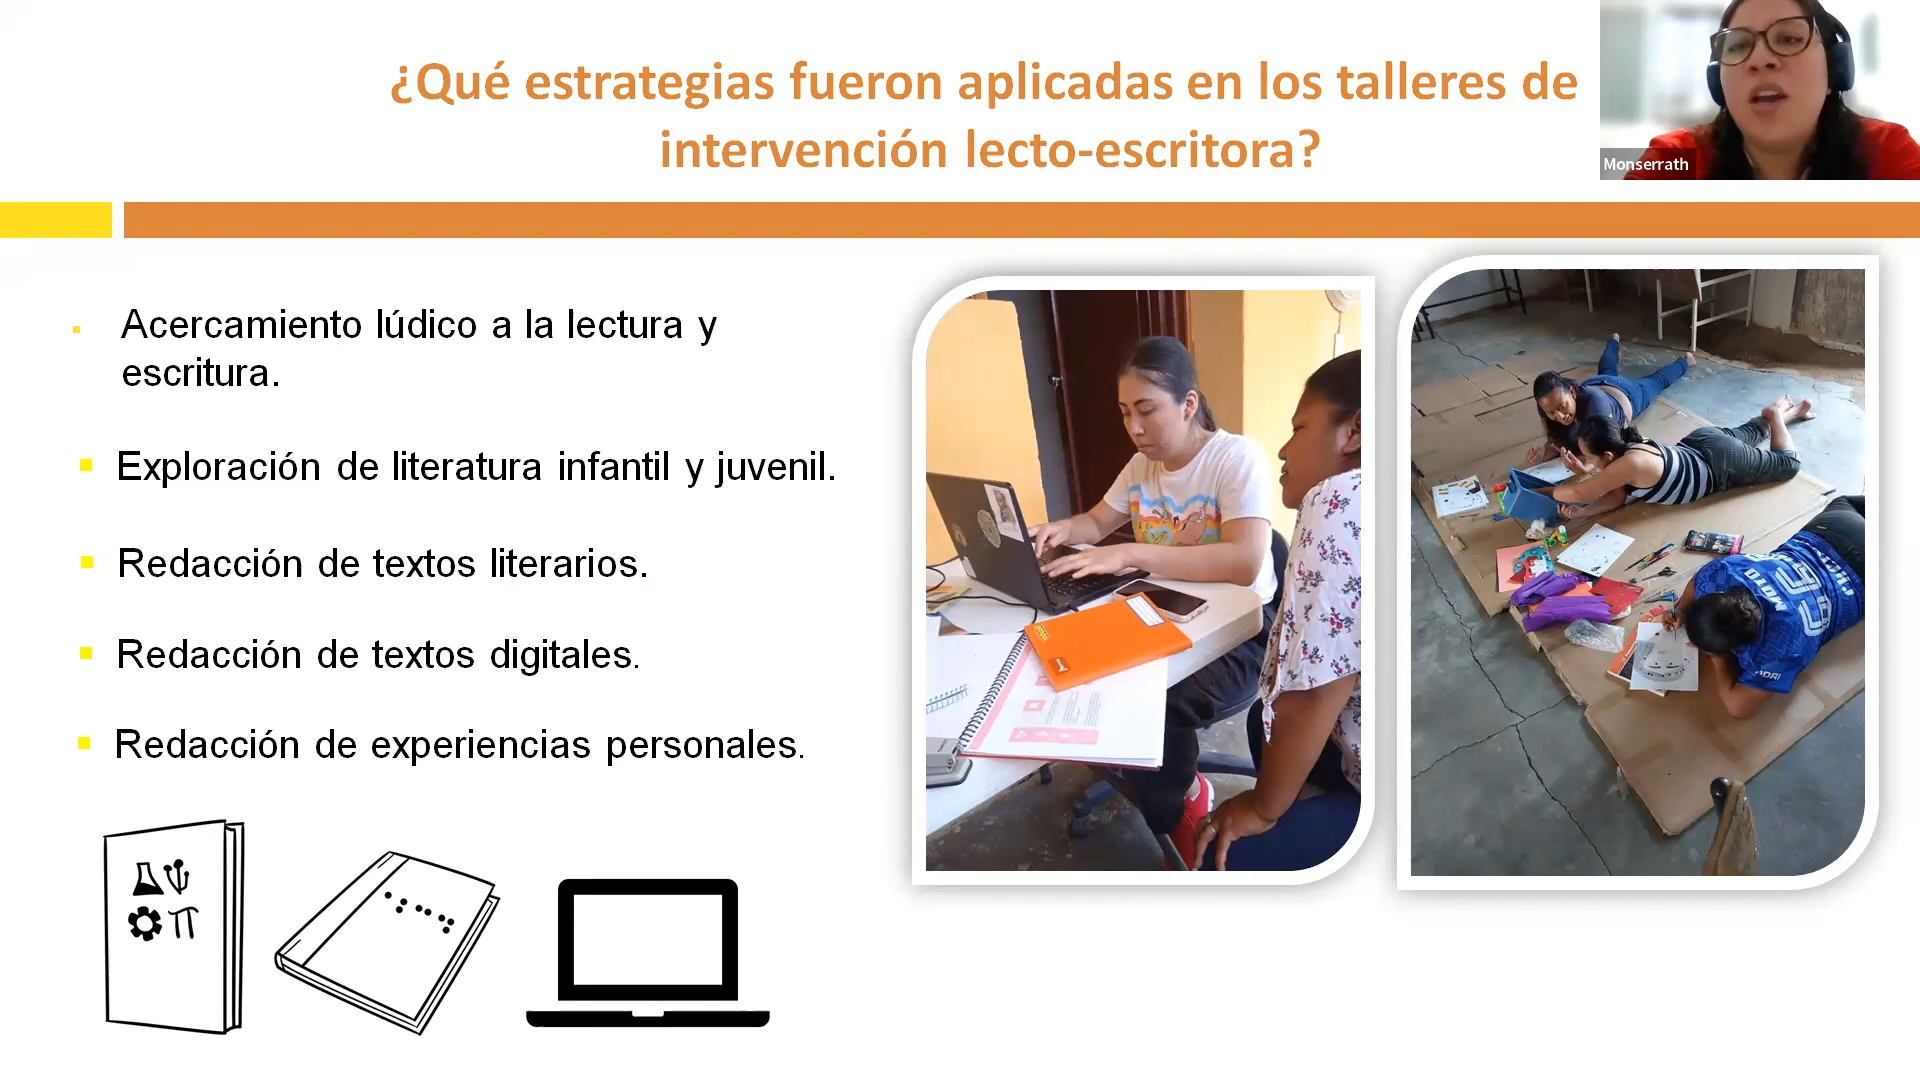 ¿Qué estrategias fueron aplicadas en los talleres de
intervención lecto-escritora?
Monserrath
Acercamiento lúdico a la lectura y
escritura.
Exploración de literatura infantil y juvenil.
Redacción de textos literarios.
Redacción de textos digitales.
Redacción de experiencias personales.